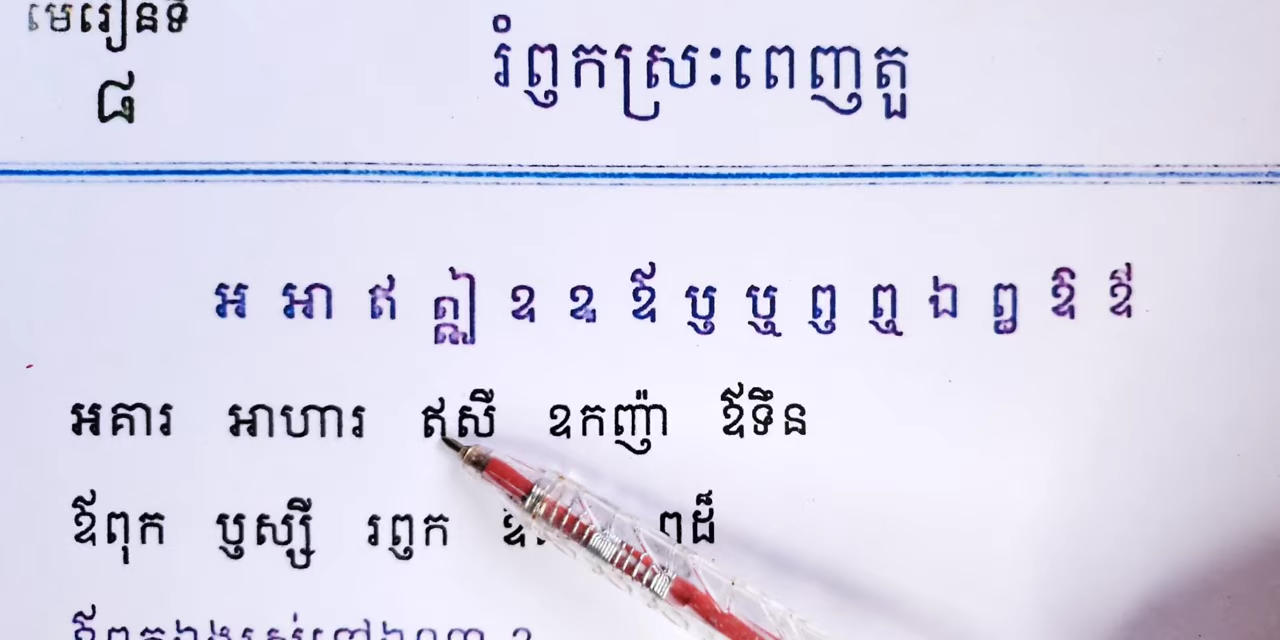 មេរៀនទី
៨
រំឭកស្រះពេញតួ
អ អា ឥ ឦ ឧ ឩ ឪ ឫ ឬ ឭ ឮ ឯ ឰ ឱ ឳ
អគារ អាហារ ឥសី ឧកញ៉ា ឪទឹន
ឪពុក ឫស្សី រឭក